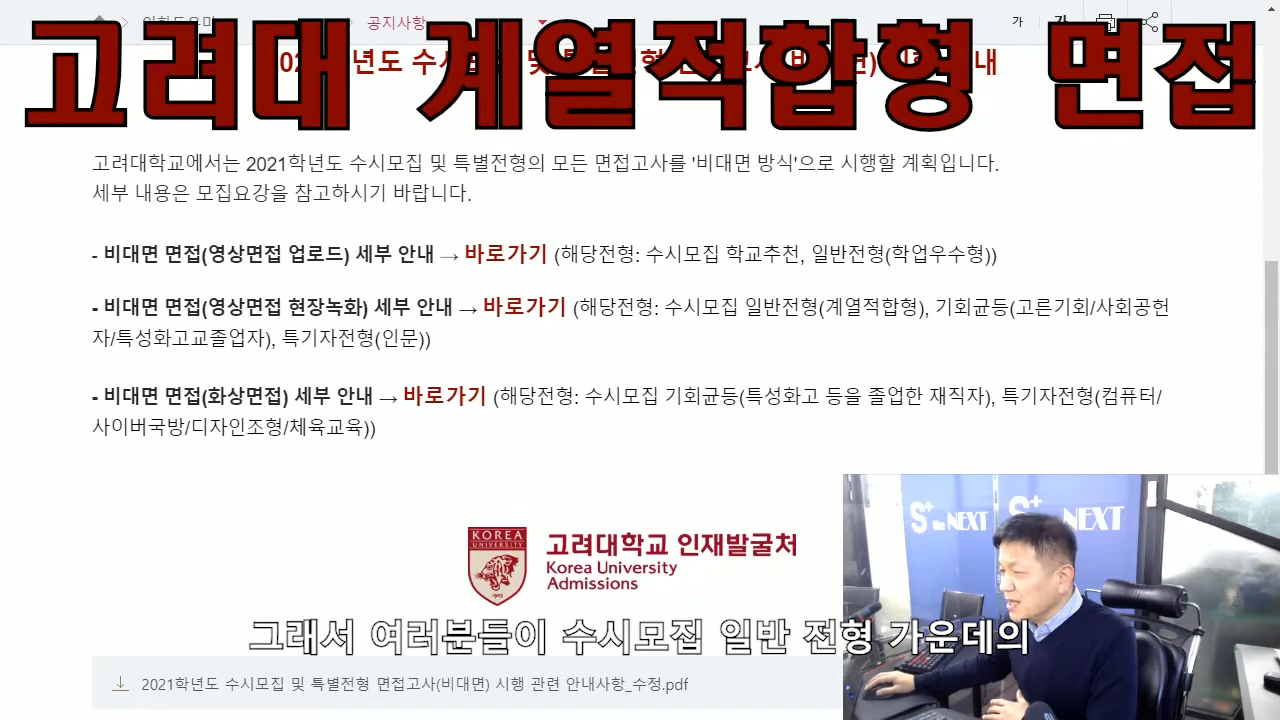 공지사항
가
고려대 계열적합형 면접
고려대학교에서는 2021학년도 수시모집 및 특별전형의 모든 면접고사를 '비대면 방식'으로 시행할 계획입니다.
세부 내용은 모집요강을 참고하시기 바랍니다.
- 비대면 면접(영상면접 업로드) 세부 안내 → 바로가기 (해당전형: 수시모집 학교추천, 일반전형(학업우수형))
- 비대면 면접(영상면접 현장녹화) 세부 안내 → 바로가기 (해당전형: 수시모집 일반전형(계열적합형), 기회균등(고른기회/사회공헌
자/특성화고교졸업자), 특기자전형(인문))
- 비대면 면접(화상면접) 세부 안내 → 바로가기 (해당전형: 수시모집 기회균등(특성화고 등을 졸업한 재직자), 특기자전형(컴퓨터/
사이버국방/디자인조형/체육교육))
KOREA
UNIVERSITY
1905
고려대학교 인재발굴처
Korea University
Admissions
S+ NEXT
S+ NEXT
그래서 여러분들이 수시모집 일반 전형 가운데의
2021학년도 수시모집 및 특별전형 면접고사(비대면) 시행 관련 안내사항_수정.pdf